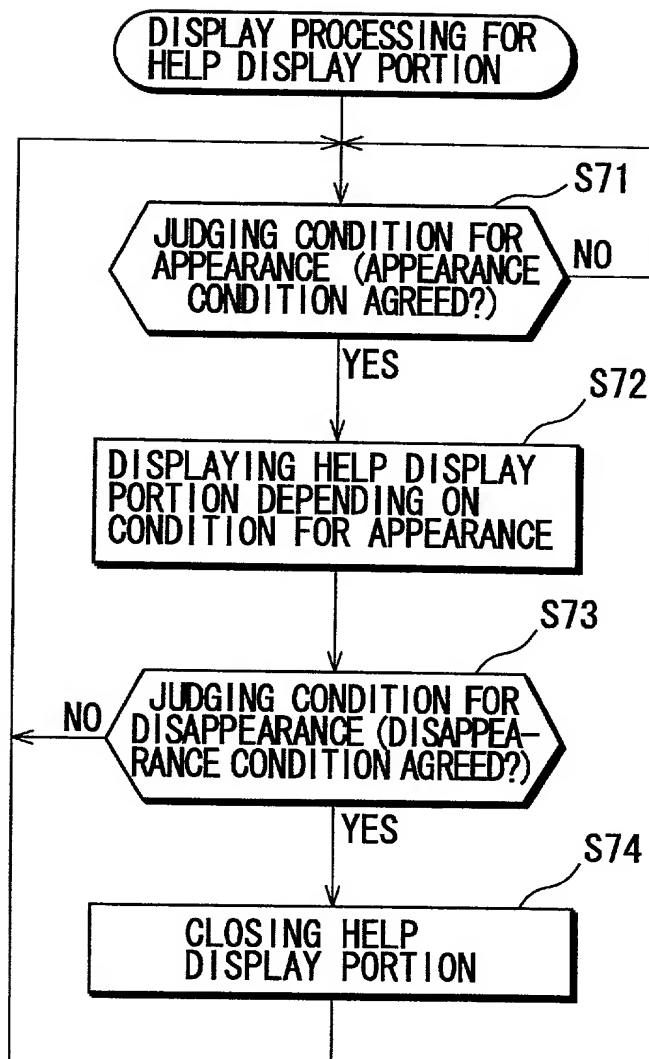 DISPLAY PROCESSING FOR
HELP DISPLAY PORTION
S71
JUDGING CONDITION FOR
APPEARANCE (APPEARANCE
CONDITION AGREED?)
NO
YES
S72
DISPLAYING HELP DISPLAY
PORTION DEPENDING ON
CONDITION FOR APPEARANCE
S73
JUDGING CONDITION FOR
DISAPPEARANCE (DISAPPEA-
RANCE CONDITION AGREED?)
NO
YES
S74
CLOSING HELP
DISPLAY PORTION